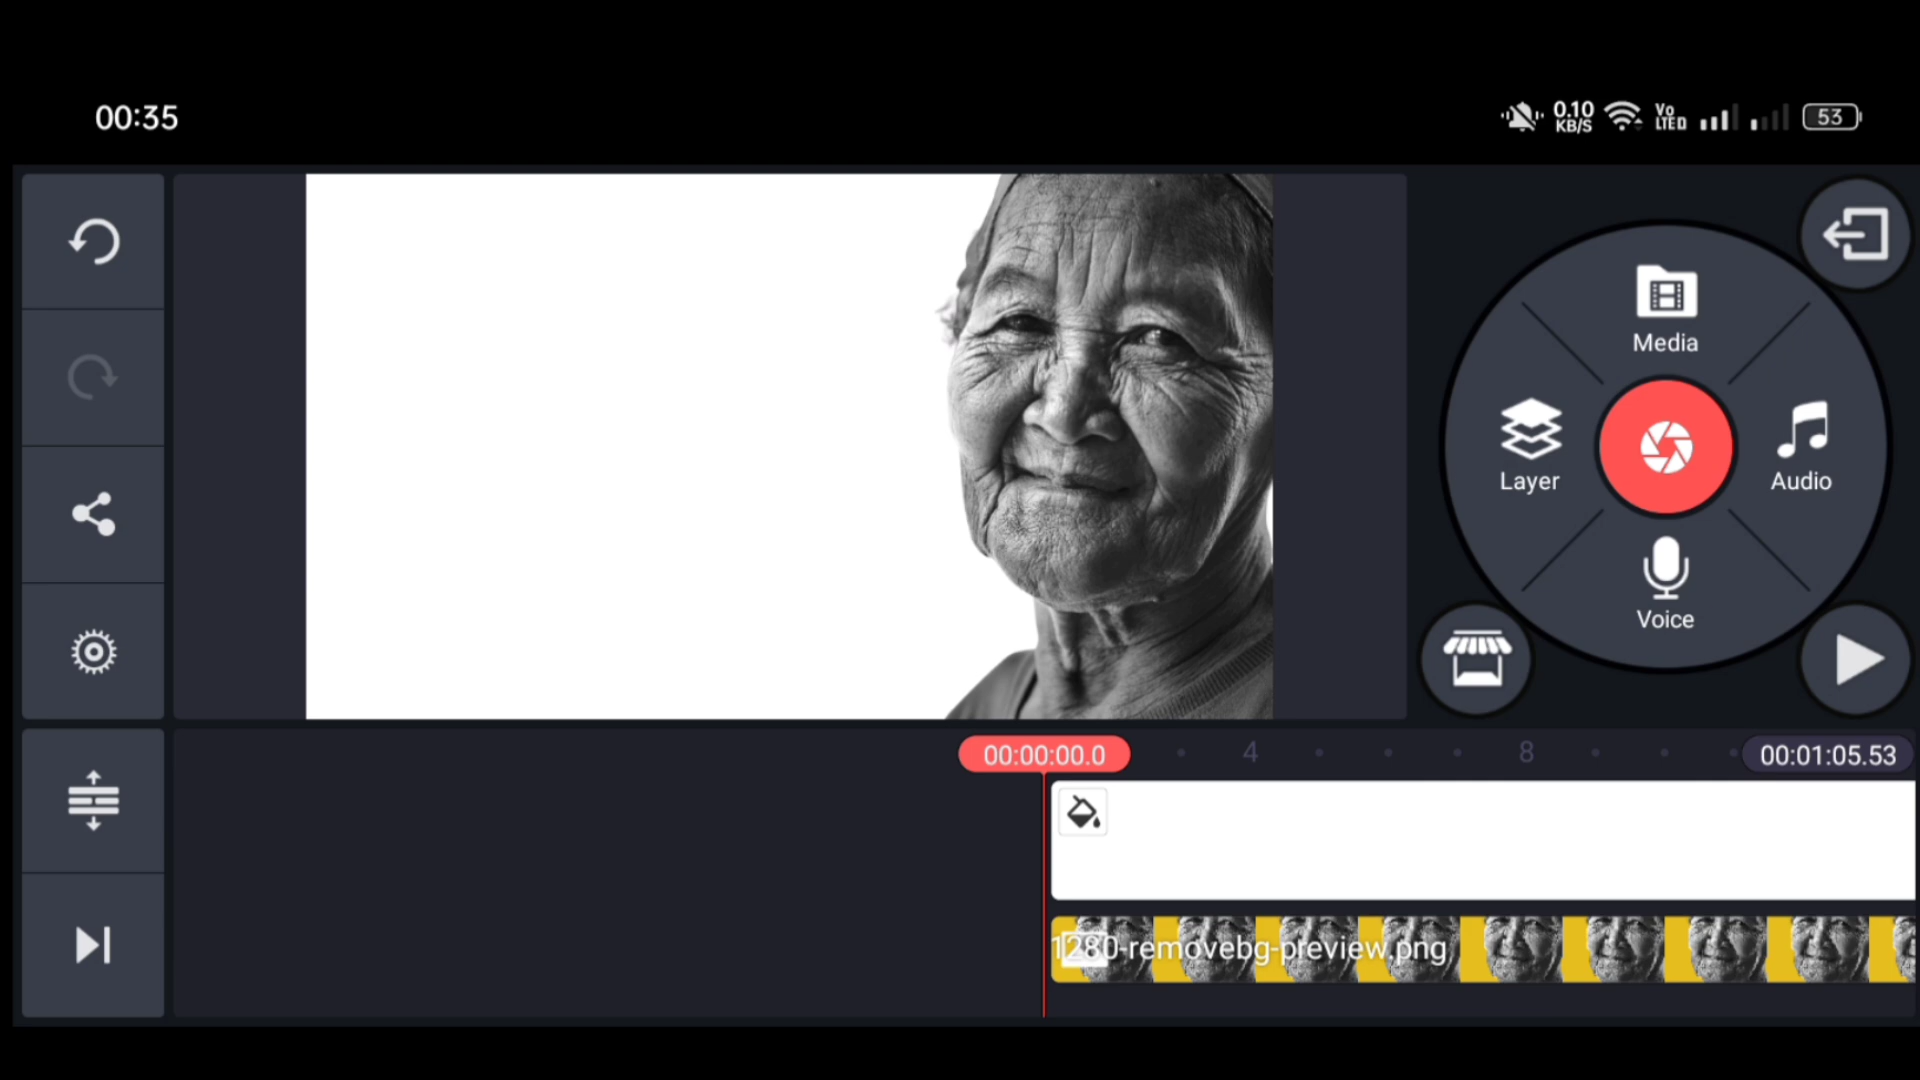 00:35
0.10
KB/S
Vo
LTED
53
Media
Layer
Audio
Voice
00:00:00.0
4
8
00:01:05.53
1280-removebg-preview.png